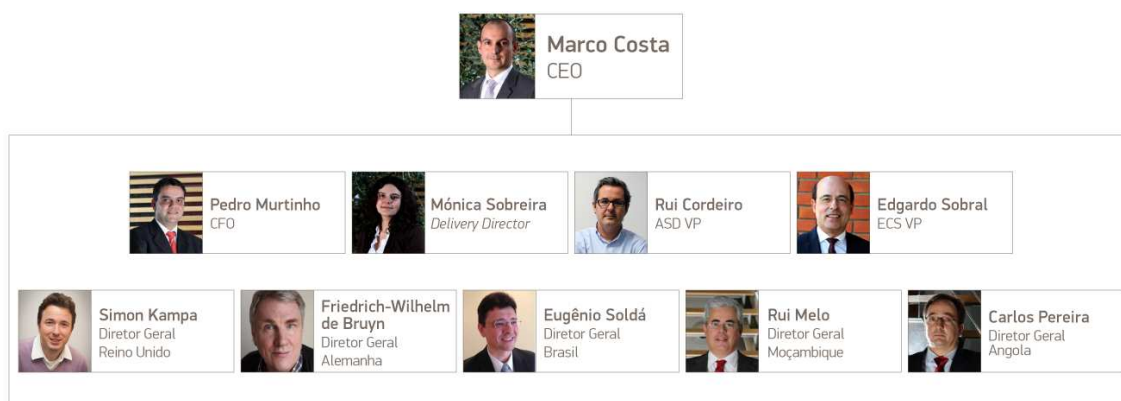 Marco Costa
CEO
Pedro Murtinho
CFO
Mónica Sobreira
Delivery Director
Rui Cordeiro
ASD VP
Edgardo Sobral
ECS VP
Simon Kampa
Diretor Geral
Reino Unido
Friedrich-Wilhelm
de Bruyn
Diretor Geral
Alemanha
Eugênio Soldá
Diretor Geral
Brasil
Rui Melo
Diretor Geral
Moçambique
Carlos Pereira
Diretor Geral
Angola